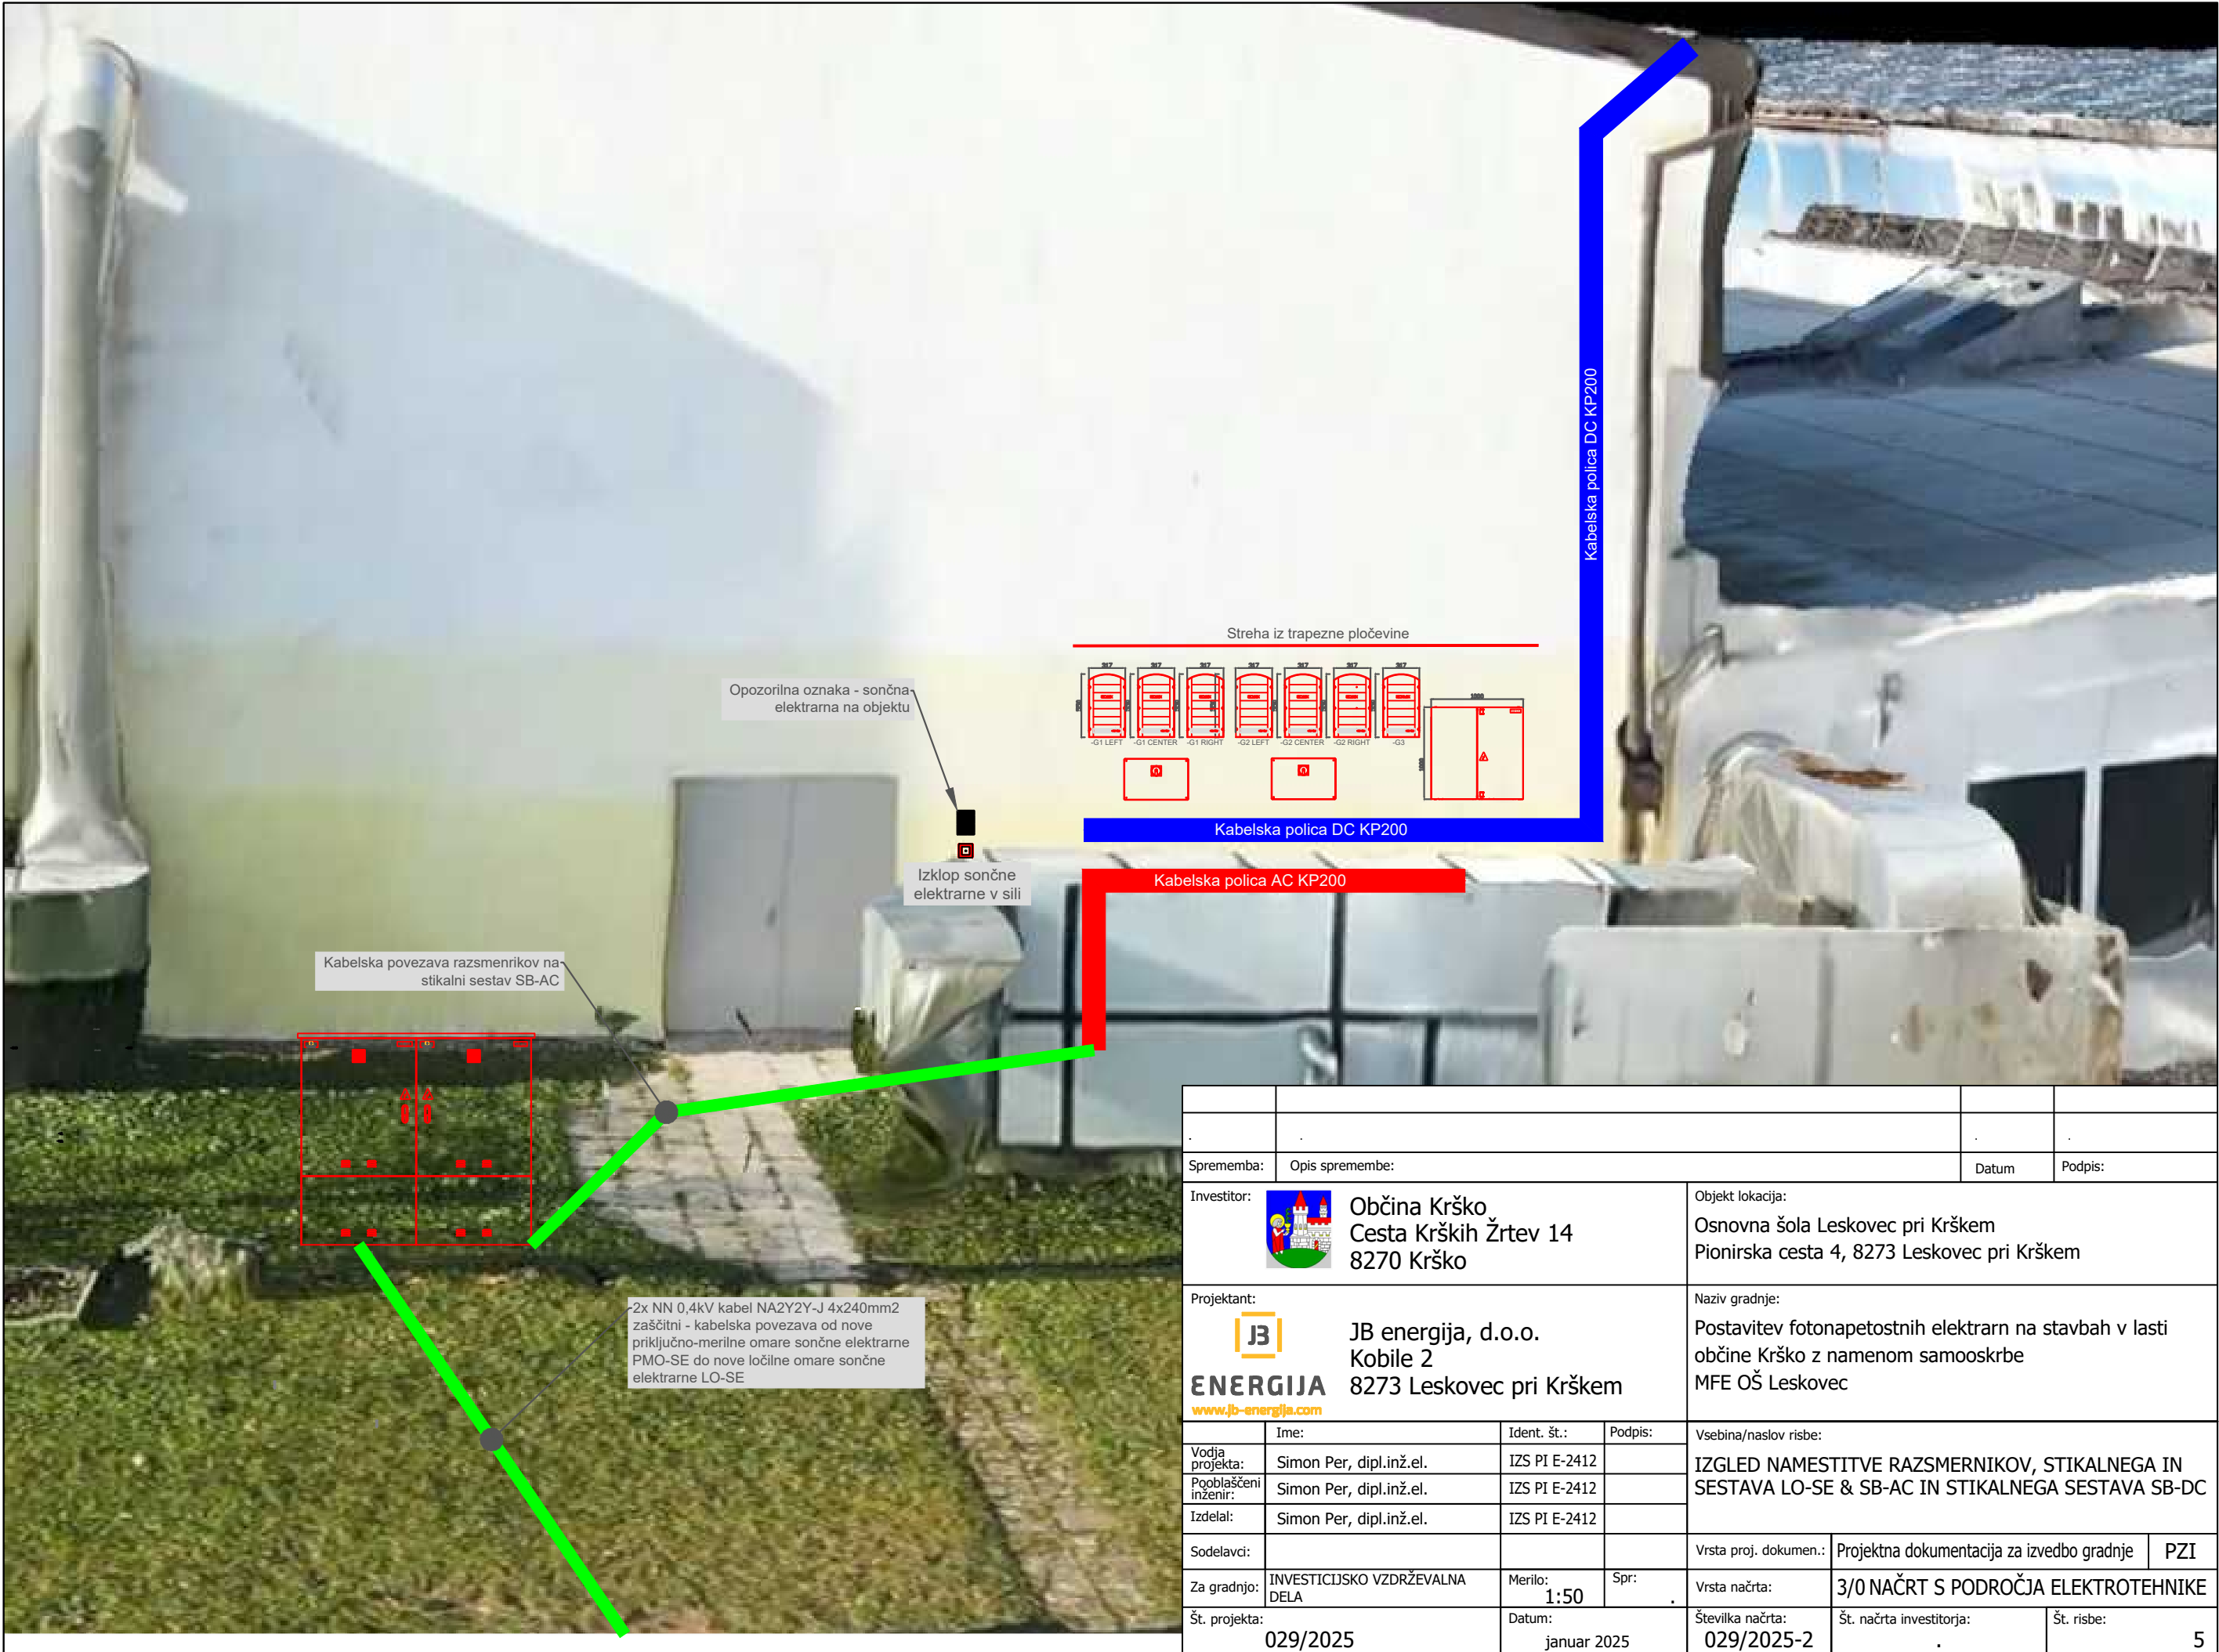 Kabelska polica DC KP200
Streha iz trapezne pločevine
317
317
317
317
317
317
317
1000
-G1 LEFT
-G1 CENTER
-G1 RIGHT
-G2 LEFT
-G2 CENTER
-G2 RIGHT
-G3
Opozorilna oznaka - sončna
elektrarna na objektu
Kabelska polica DC KP200
Izklop sončne
elektrarne v sili
Kabelska polica AC KP200
Kabelska povezava razsmenrikov na
stikalni sestav SB-AC
2x NN 0,4kV kabel NA2Y2Y-J 4x240mm2
zaščitni - kabelska povezava od nove
priključno-merilne omare sončne elektrarne
PMO-SE do nove ločilne omare sončne
elektrarne LO-SE
Sprememba:
Opis spremembe:
Datum
Podpis:
Investitor:
Občina Krško
Cesta Krških Žrtev 14
8270 Krško
Objekt lokacija:
Osnovna šola Leskovec pri Krškem
Pionirska cesta 4, 8273 Leskovec pri Krškem
Projektant:
JB
ENERGIJA
www.jb-energija.com
JB energija, d.o.o.
Kobile 2
8273 Leskovec pri Krškem
Naziv gradnje:
Postavitev fotonapetostnih elektrarn na stavbah v lasti
občine Krško z namenom samooskrbe
MFE OŠ Leskovec
Ime:
Ident. št.:
Podpis:
Vodja
projekta:
Simon Per, dipl.inž.el.
IZS PI E-2412
Pooblaščeni
inženir:
Simon Per, dipl.inž.el.
IZS PI E-2412
Izdelal:
Simon Per, dipl.inž.el.
IZS PI E-2412
Vsebina/naslov risbe:
IZGLED NAMESTITVE RAZSMERNIKOV, STIKALNEGA IN
SESTAVA LO-SE & SB-AC IN STIKALNEGA SESTAVA SB-DC
Sodelavci:
Vrsta proj. dokumen.:
Projektna dokumentacija za izvedbo gradnje
PZI
Za gradnjo:
INVESTICIJSKO VZDRŽEVALNA
DELA
Merilo:
1:50
Spr:
.
Vrsta načrta:
3/0 NAČRT S PODROČJA ELEKTROTEHNIKE
Št. projekta:
029/2025
Datum:
januar 2025
Številka načrta:
029/2025-2
Št. načrta investitorja:
.
Št. risbe:
5